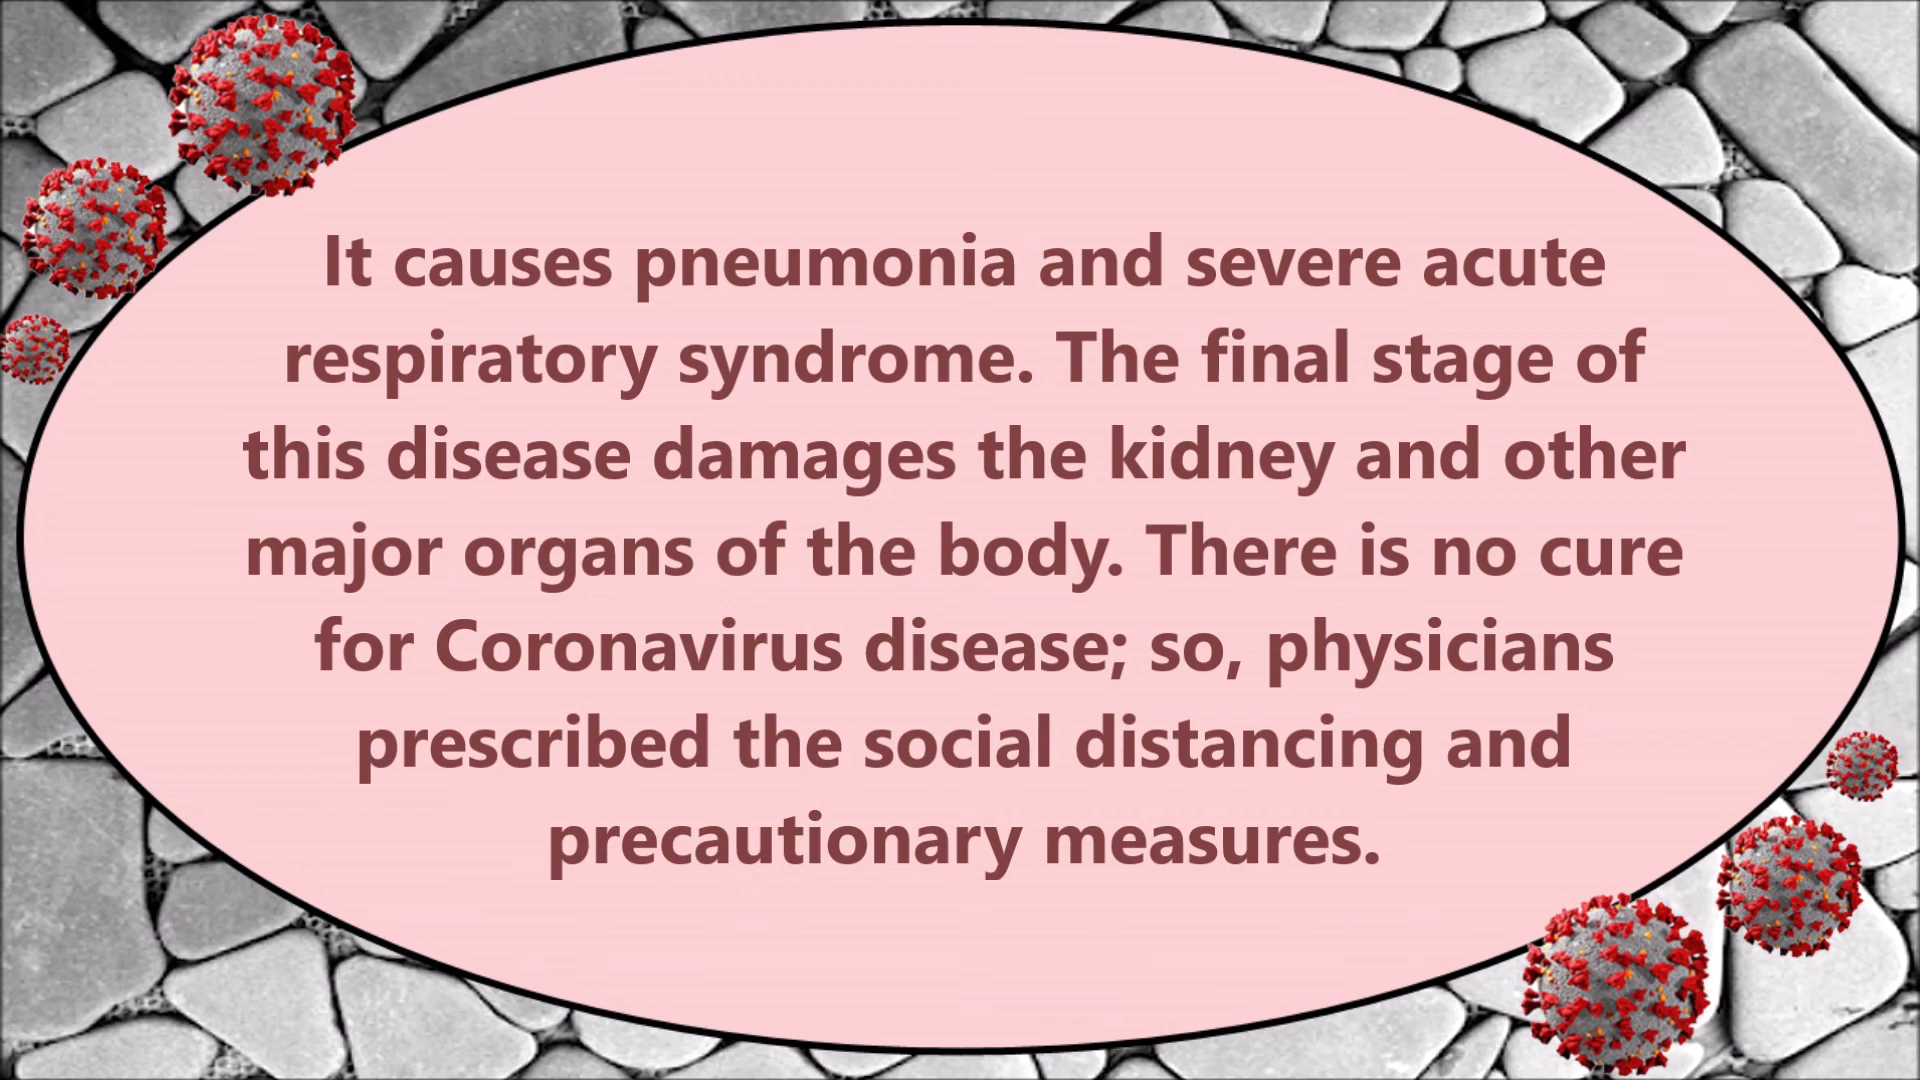 It causes pneumonia and severe acute
respiratory syndrome. The final stage of
this disease damages the kidney and other
major organs of the body. There is no cure
for Coronavirus disease; so, physicians
prescribed the social distancing and
precautionary measures.